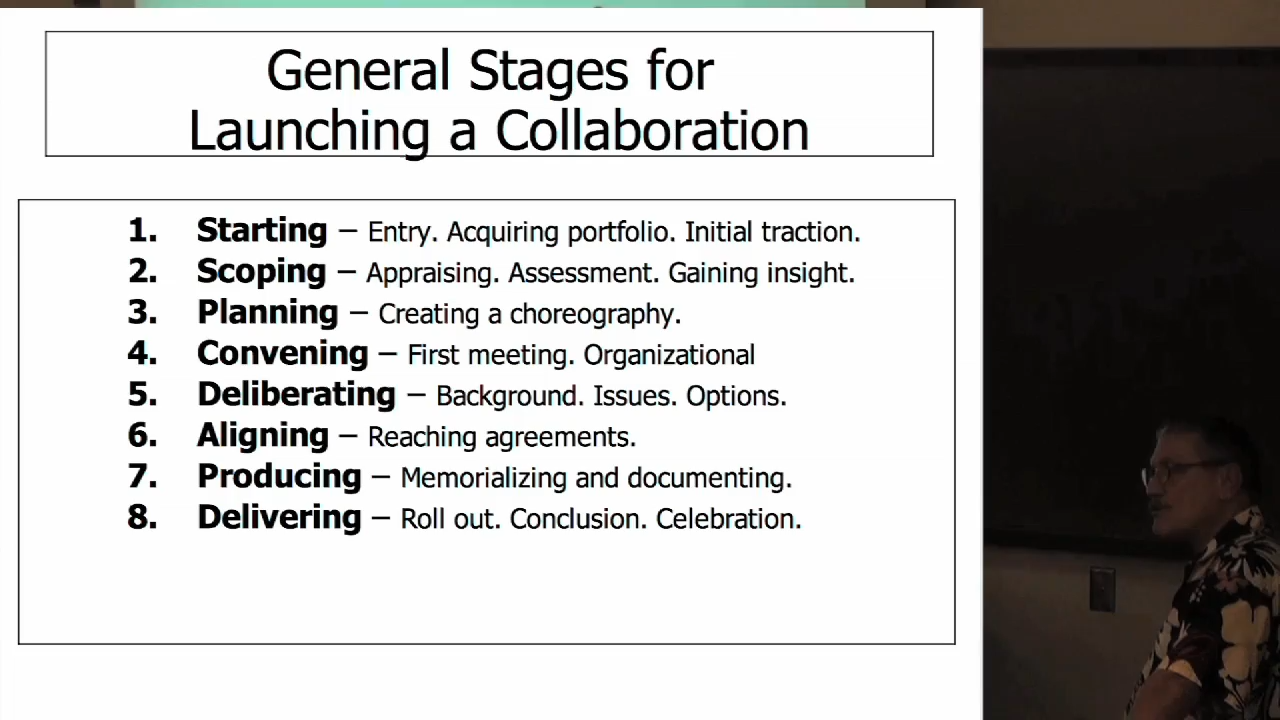 General Stages for
Launching a Collaboration
1. Starting – Entry. Acquiring portfolio. Initial traction.
2. Scoping – Appraising. Assessment. Gaining insight.
3. Planning – Creating a choreography.
4. Convening – First meeting. Organizational
5. Deliberating – Background. Issues. Options.
6. Aligning – Reaching agreements.
7. Producing – Memorializing and documenting.
8. Delivering – Roll out. Conclusion. Celebration.